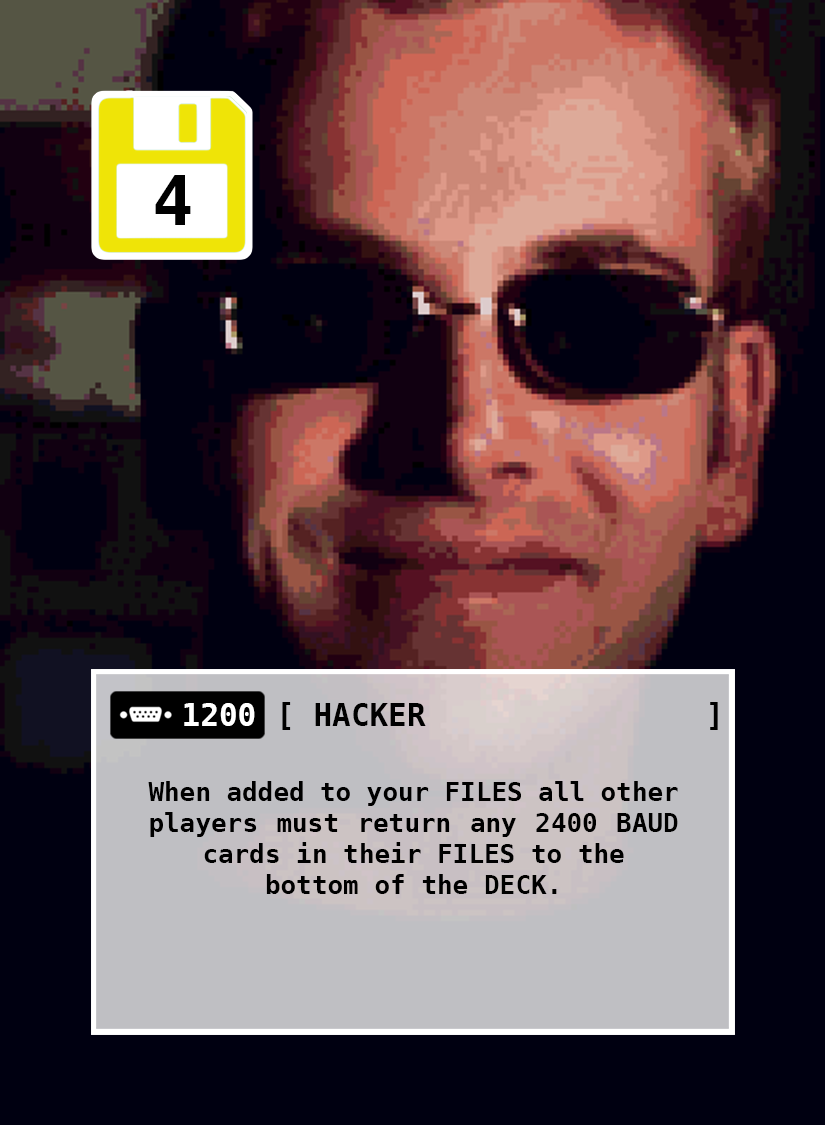 4
1200 [ HACKER ]
When added to your FILES all other
players must return any 2400 BAUD
cards in their FILES to the
bottom of the DECK.